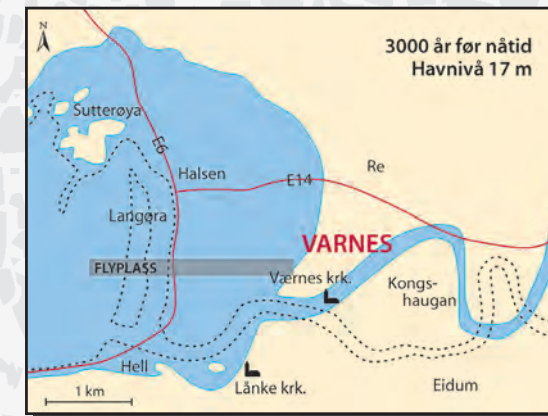 N
3000 år før nåtid
Havnivå 17 m
Sutterøya
E6
Halsen
Re
E14
Langøra
VARNES
FLYPLASS
Værnes krk.
Kongs-
haugan
Hell
Lånke krk.
Eidum
1 km